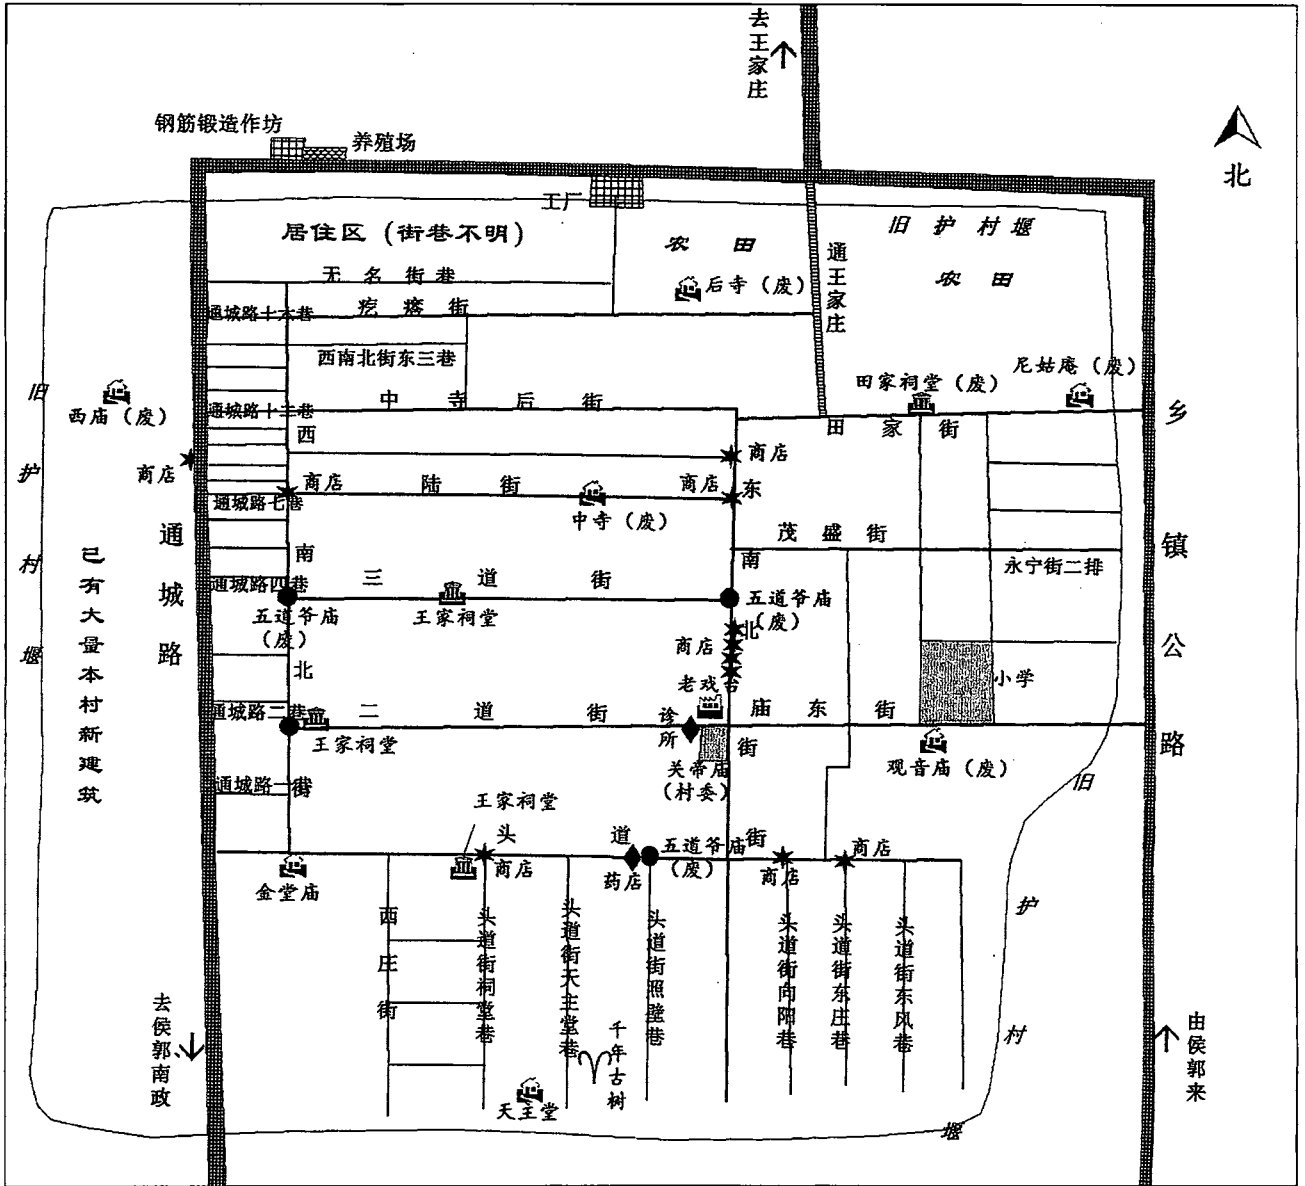 去王家庄
北
钢筋锻造作坊
养殖场
工厂
居住区（街巷不明）
农田
旧护村堰
通王家庄
农田
后寺（废）
无名街巷
通城路十六巷
疙瘩街
西南北街东三巷
尼姑庵（废）
田家祠堂（废）
西庙（废）
中寺后街
田家街
商店
商店
商店
陆街
商店
中寺（废）
通城路七巷
茂盛街
永宁街二排
乡镇公路
通城路
已有大量本村新建筑
旧护村堰
西南北街
东南北街
通城路四巷
三道街
五道爷庙（废）
王家祠堂
五道爷庙（废）
商店
老戏台
小学
通城路二巷
二道街
诊所
庙东街
王家祠堂
关帝庙（村委）
观音庙（废）
通城路一巷
王家祠堂
头道街
商店
药店
五道爷庙（废）
商店
商店
金堂庙
西庄街
头道街祠堂巷
头道街天主堂巷
头道街照壁巷
头道街向阳巷
头道街东庄巷
头道街东风巷
千年古树
天主堂
去侯郭南政
由侯郭来
旧护村堰